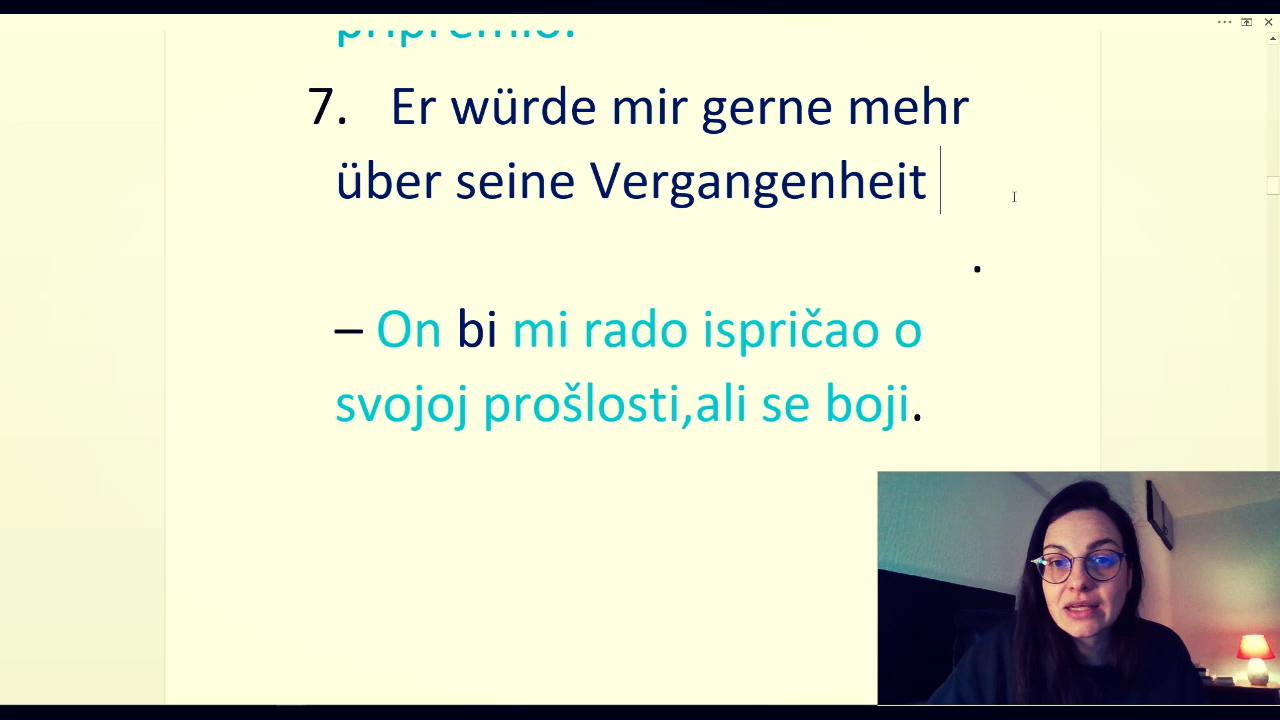 pripremio.
7. Er würde mir gerne mehr
über seine Vergangenheit
.
– On bi mi rado ispričao o
svojoj prošlosti,ali se boji.